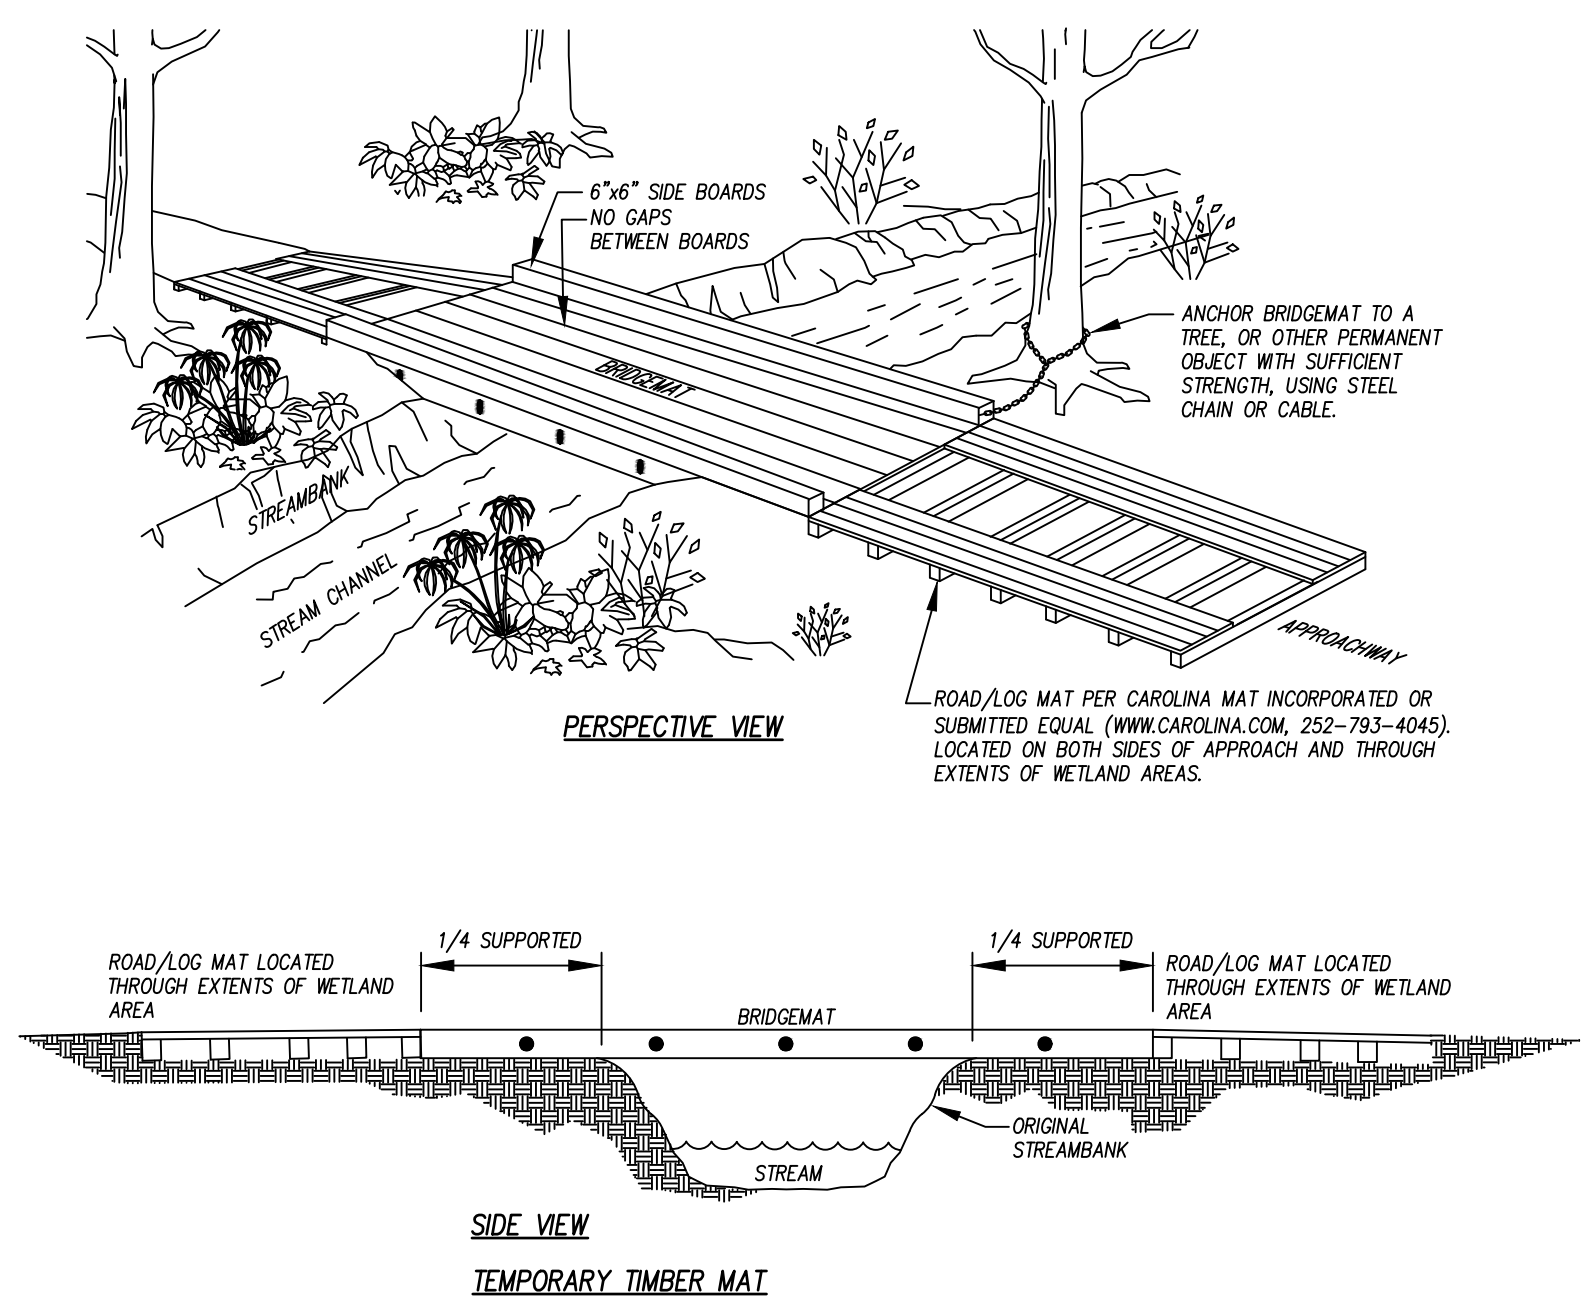 6"x6" SIDE BOARDS
NO GAPS
BETWEEN BOARDS
BRIDGEMAT
ANCHOR BRIDGEMAT TO A
TREE, OR OTHER PERMANENT
OBJECT WITH SUFFICIENT
STRENGTH, USING STEEL
CHAIN OR CABLE.
STREAMBANK
STREAM CHANNEL
APPROACHWAY
ROAD/LOG MAT PER CAROLINA MAT INCORPORATED OR
SUBMITTED EQUAL (WWW.CAROLINA.COM, 252-793-4045).
LOCATED ON BOTH SIDES OF APPROACH AND THROUGH
EXTENTS OF WETLAND AREAS.
PERSPECTIVE VIEW
ROAD/LOG MAT LOCATED
THROUGH EXTENTS OF WETLAND
AREA
1/4 SUPPORTED
1/4 SUPPORTED
ROAD/LOG MAT LOCATED
THROUGH EXTENTS OF WETLAND
AREA
BRIDGEMAT
ORIGINAL
STREAMBANK
STREAM
SIDE VIEW
TEMPORARY TIMBER MAT